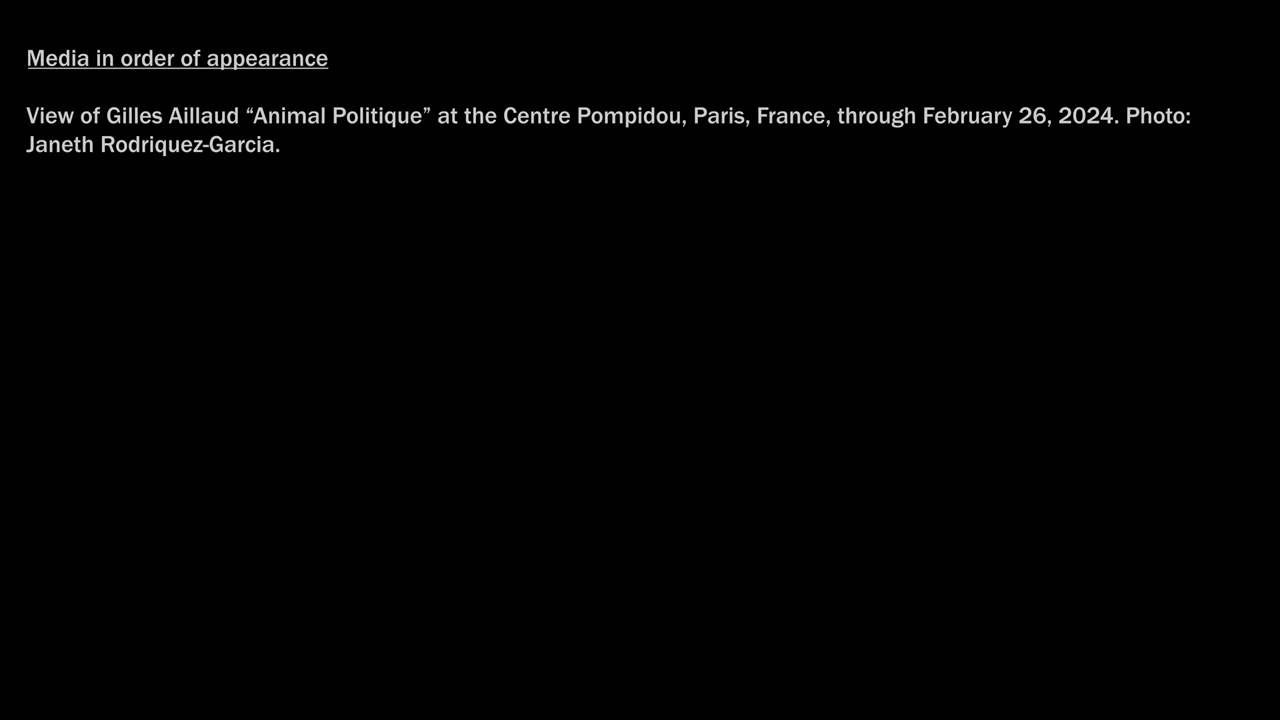 Media in order of appearance
View of Gilles Aillaud “Animal Politique” at the Centre Pompidou, Paris, France, through February 26, 2024. Photo:
Janeth Rodriquez-Garcia.